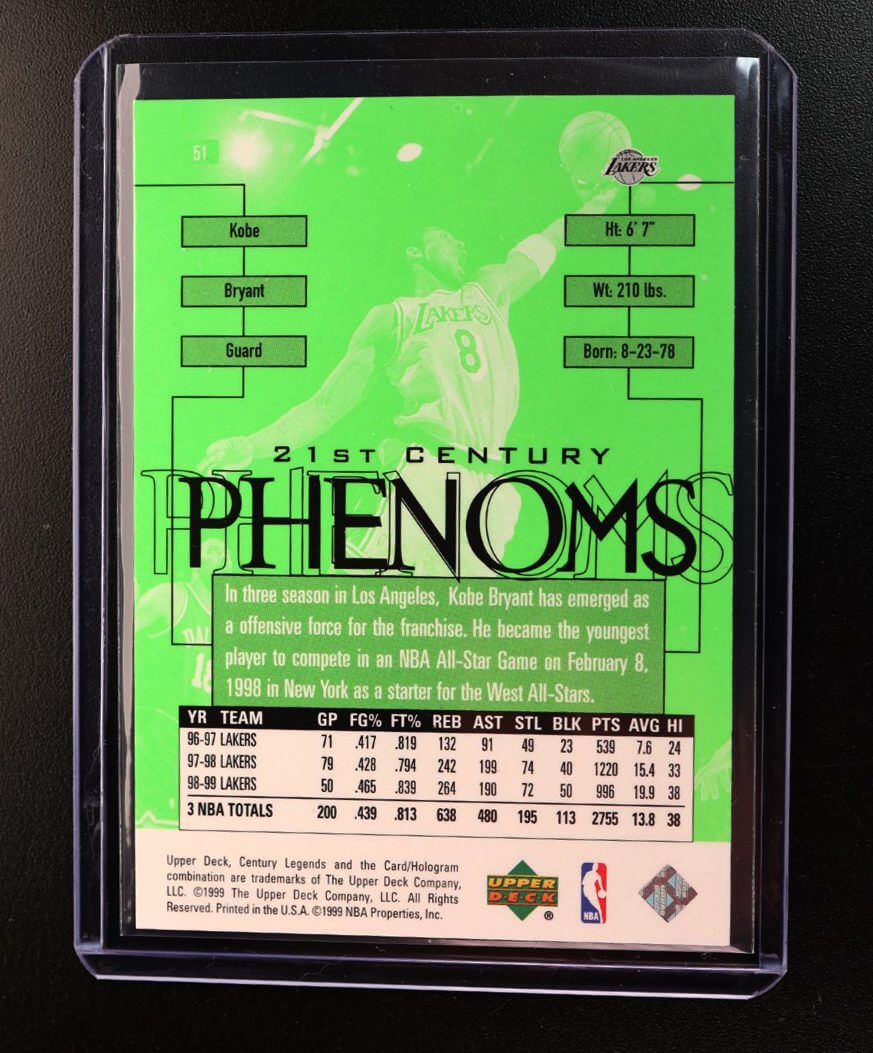 51
LOS ANGELES
LAKERS
Kobe
Ht: 6' 7"
Bryant
Wt: 210 lbs.
Guard
Born: 8-23-78
LAKERS
8
21ST CENTURY
PHENOMS
In three season in Los Angeles, Kobe Bryant has emerged as
a offensive force for the franchise. He became the youngest
player to compete in an NBA All-Star Game on February 8,
1998 in New York as a starter for the West All-Stars.
YR TEAM GP FG% FT% REB AST STL BLK PTS AVG HI
96-97 LAKERS 71 .417 .819 132 91 49 23 539 7.6 24
97-98 LAKERS 79 .428 .794 242 199 74 40 1220 15.4 33
98-99 LAKERS 50 .465 .839 264 190 72 50 996 19.9 38
3 NBA TOTALS 200 .439 .813 638 480 195 113 2755 13.8 38
Upper Deck, Century Legends and the Card/Hologram
combination are trademarks of The Upper Deck Company,
LLC. ©1999 The Upper Deck Company, LLC. All Rights
Reserved. Printed in the U.S.A. ©1999 NBA Properties, Inc.
UPPER
DECK
®
NBA